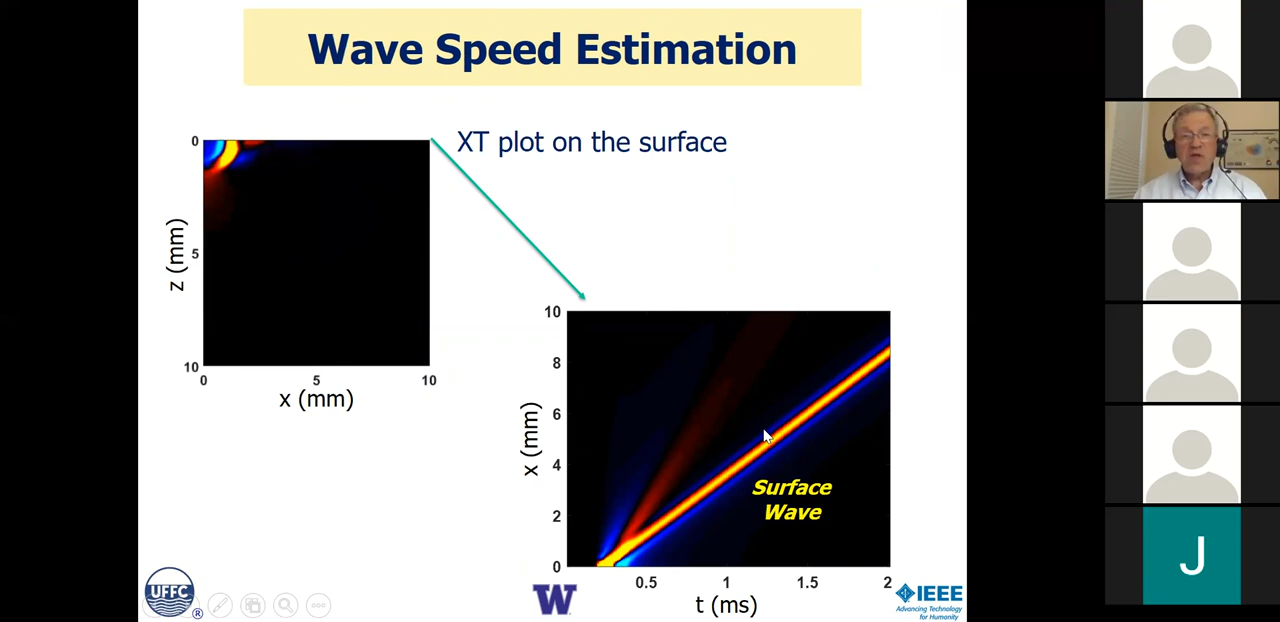 Wave Speed Estimation
XT plot on the surface
0
5
10
z (mm)
0 5 10
x (mm)
10
8
6
4
2
0
x (mm)
Surface
Wave
0.5 1 1.5 2
t (ms)
UFFC
®
W
IEEE
Advancing Technology
for Humanity
J